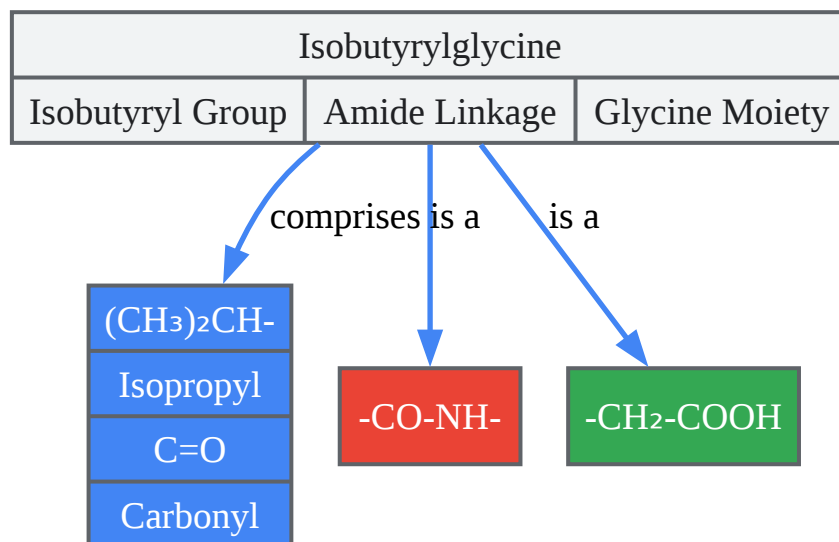 Isobutyrylglycine
Isobutyryl Group Amide Linkage Glycine Moiety
comprises is a is a
(CH₃)₂CH-
Isopropyl
C=O
Carbonyl
-CO-NH-
-CH₂-COOH